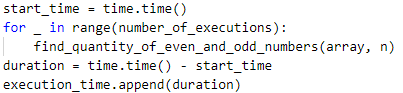 start_time = time.time()
for _ in range(number_of_executions):
    find_quantity_of_even_and_odd_numbers(array, n)
duration = time.time() - start_time
execution_time.append(duration)